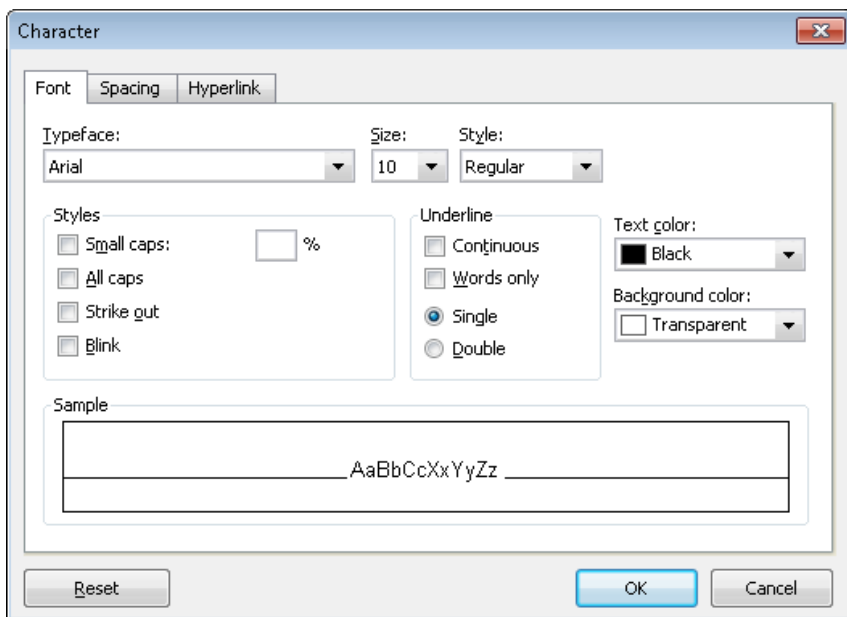 Character
Font Spacing Hyperlink
Typeface: Size: Style:
Arial 10 Regular
Styles Underline Text color:
Small caps: % Continuous Black
All caps Words only Background color:
Strike out Single Transparent
Blink Double
Sample
AaBbCcXxYyZz
Reset OK Cancel